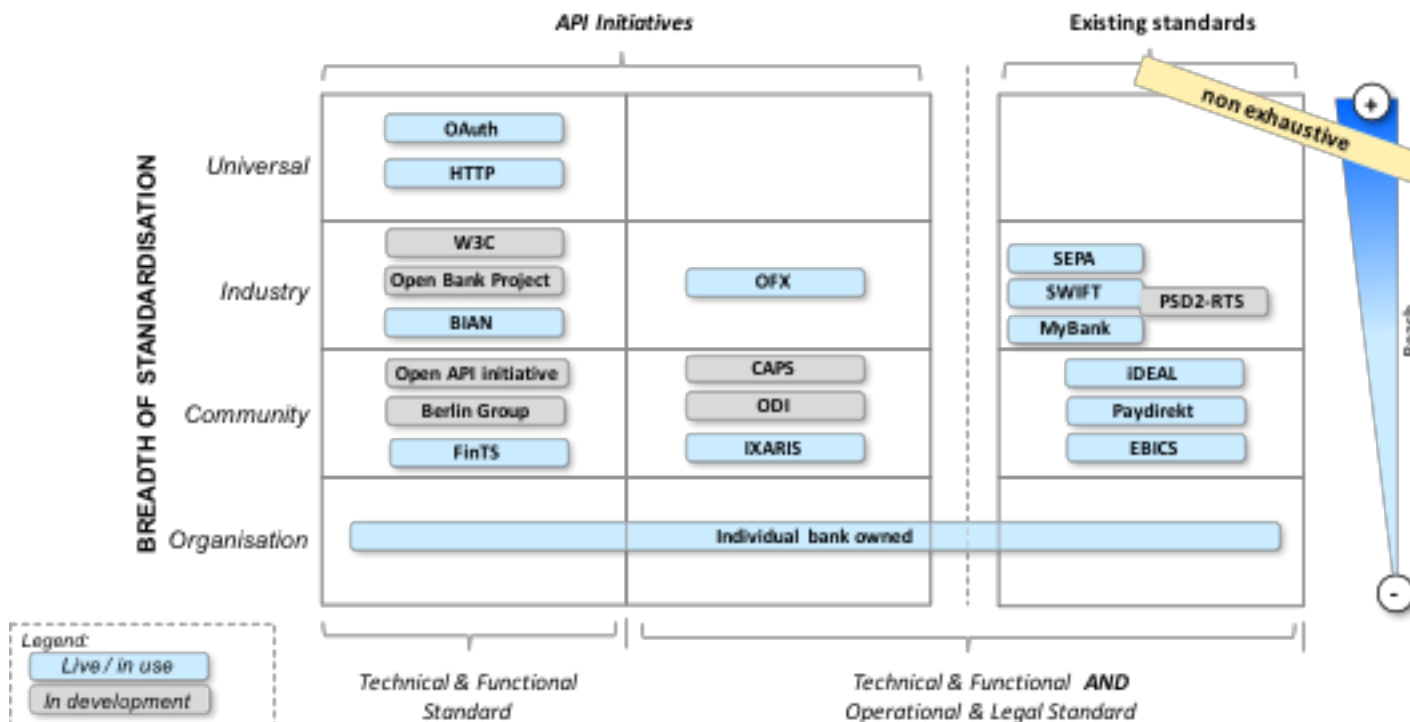 API Initiatives
Existing standards
non exhaustive
+
BREADTH OF STANDARDISATION
Universal
OAuth
HTTP
Industry
W3C
Open Bank Project
BIAN
OFX
SEPA
SWIFT
PSD2-RTS
MyBank
Reach
Community
Open API initiative
Berlin Group
FinTS
CAPS
ODI
IXARIS
iDEAL
Paydirekt
EBICS
Organisation
Individual bank owned
-
Legend:
Live / in use
In development
Technical & Functional
Standard
Technical & Functional AND
Operational & Legal Standard